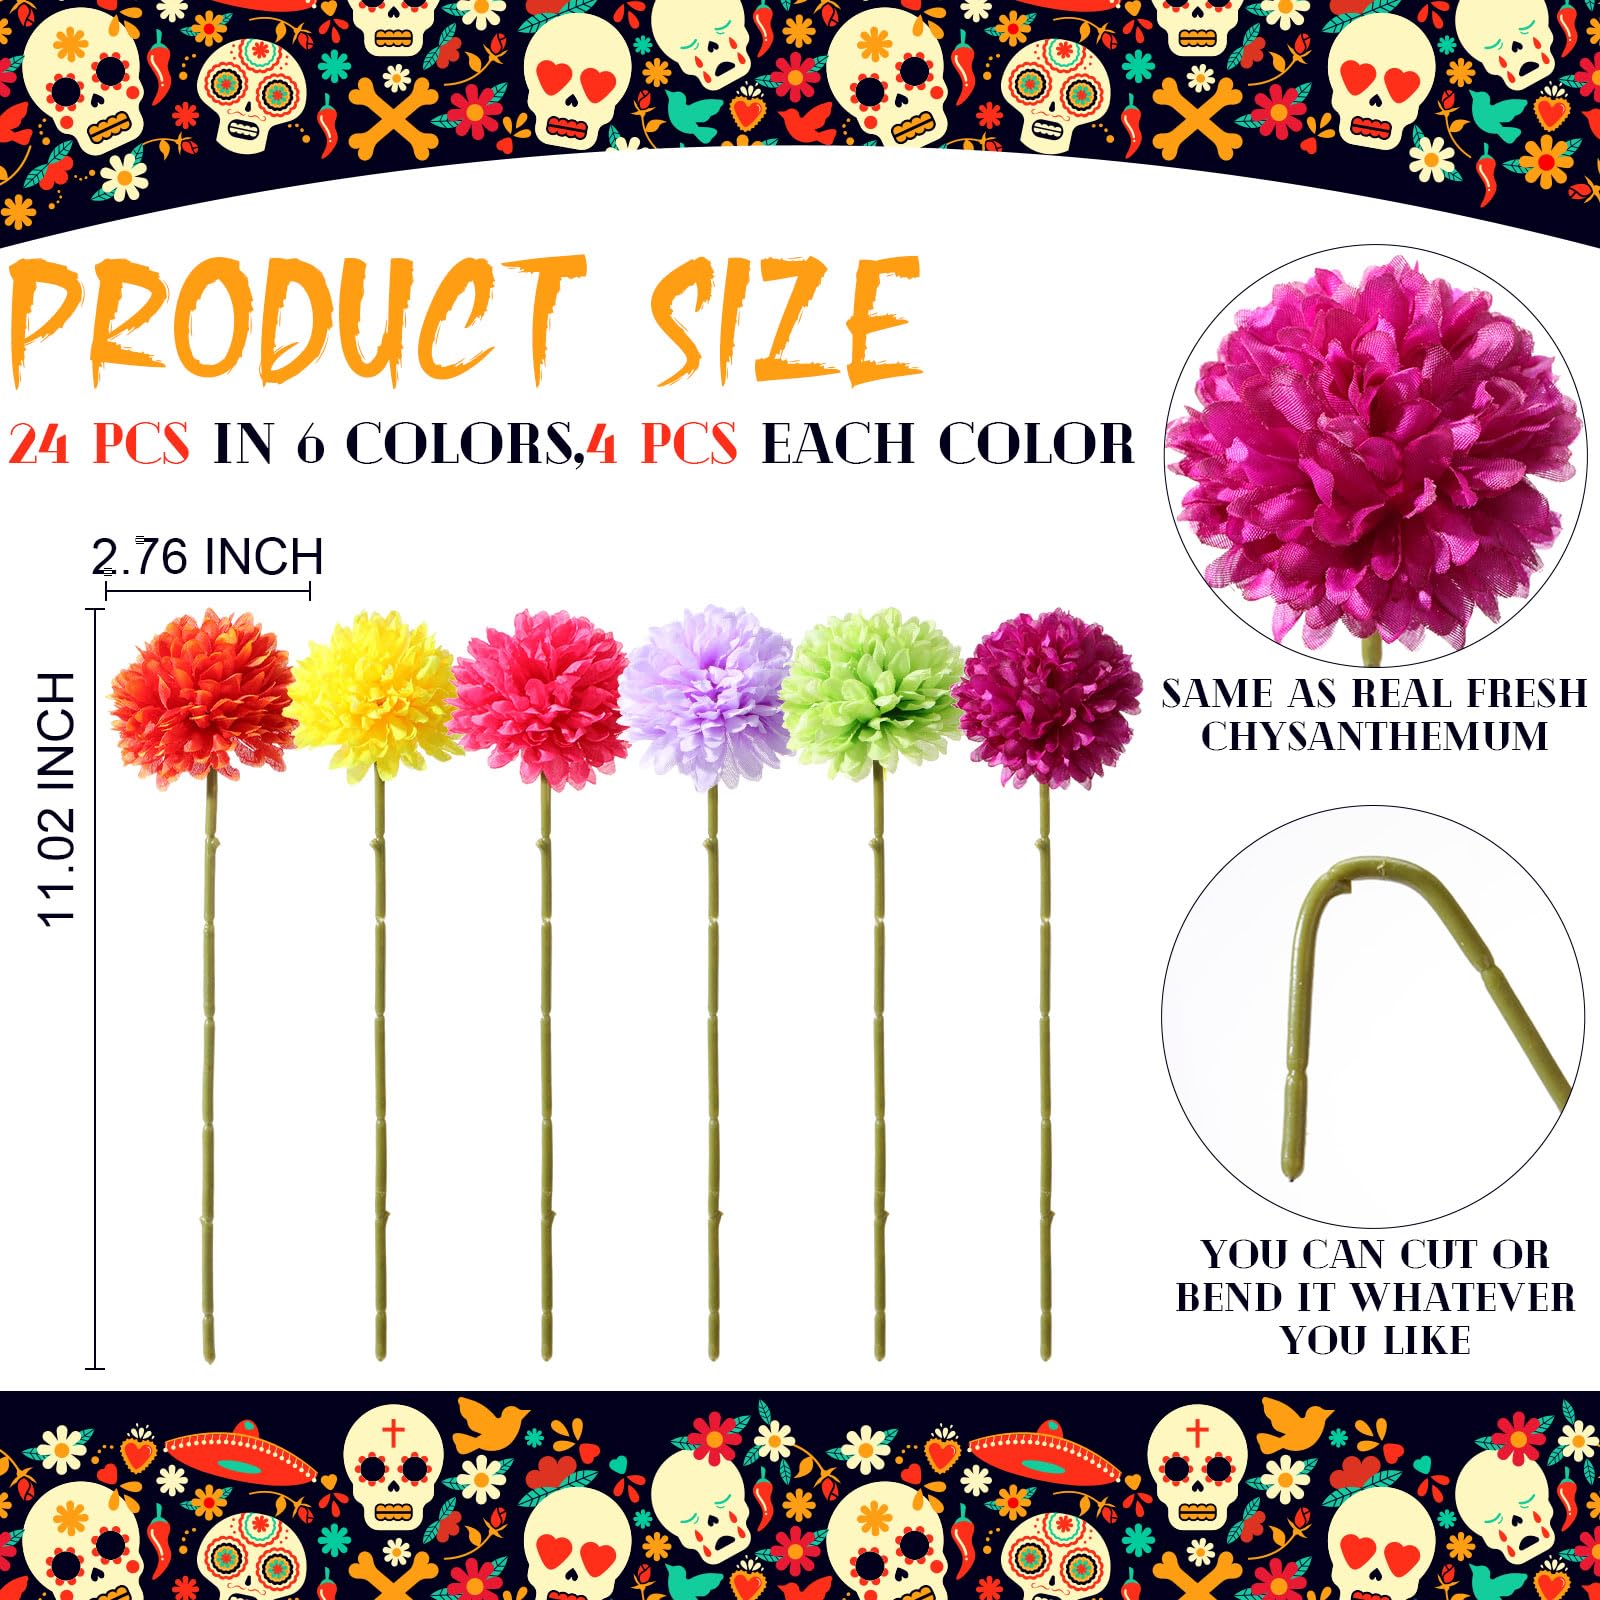 PRODUCT SIZE
24 PCS IN 6 COLORS,4 PCS EACH COLOR
2.76 INCH
11.02 INCH
SAME AS REAL FRESH
CHYSANTHEMUM
YOU CAN CUT OR
BEND IT WHATEVER
YOU LIKE